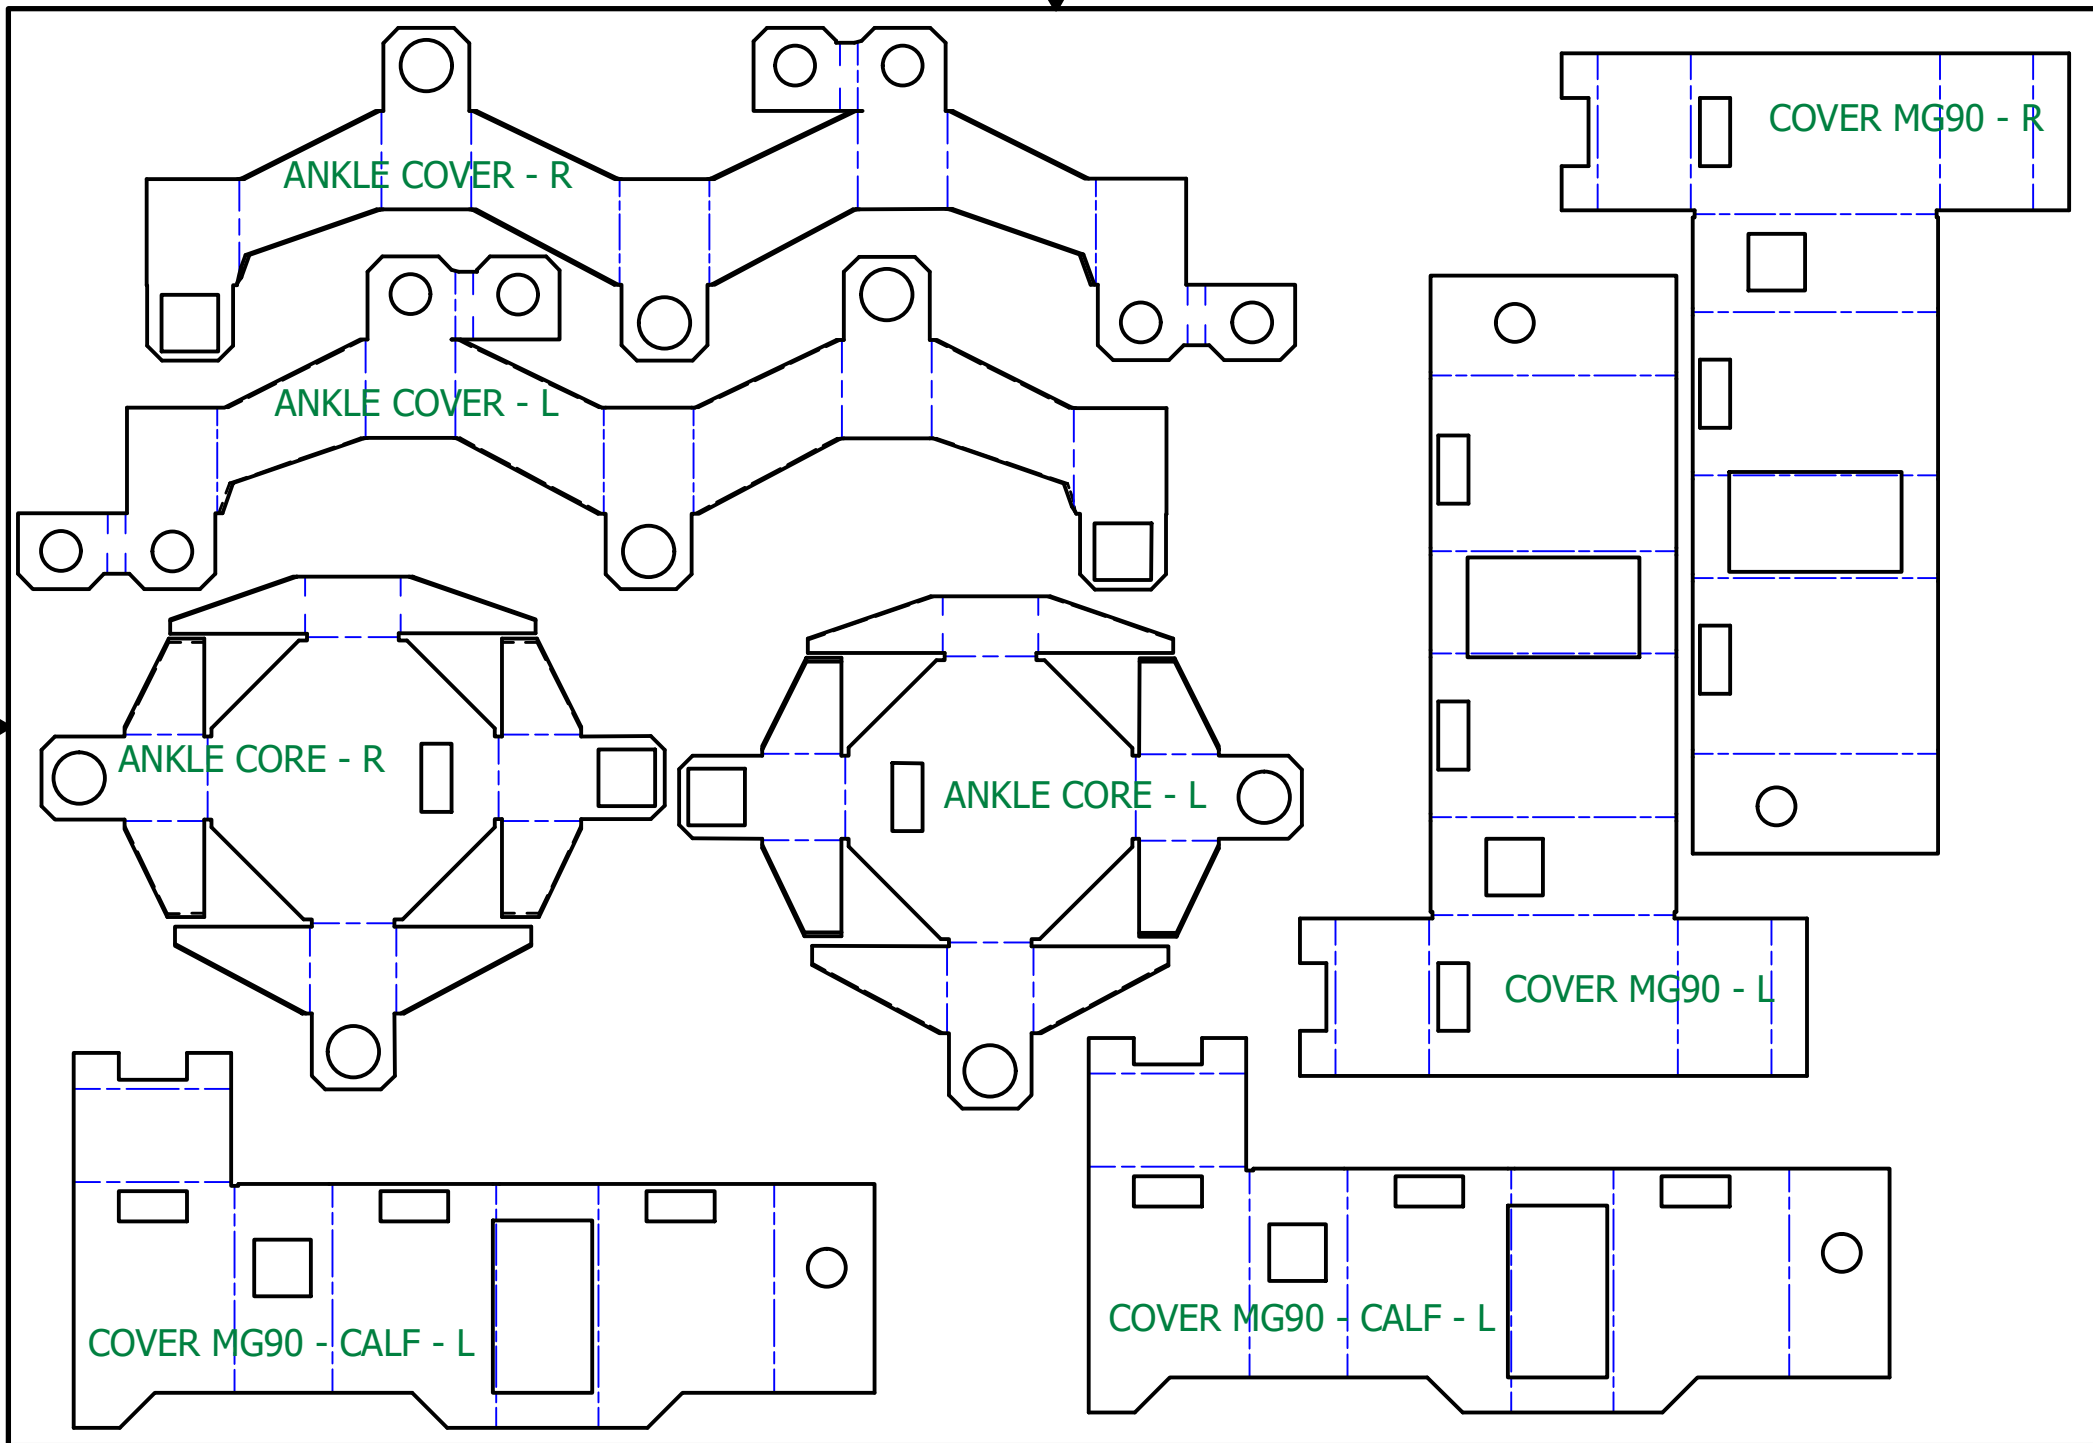 COVER MG90 - R
ANKLE COVER - R
ANKLE COVER - L
ANKLE CORE - R
ANKLE CORE - L
COVER MG90 - L
COVER MG90 - CALF - L
COVER MG90 - CALF - L